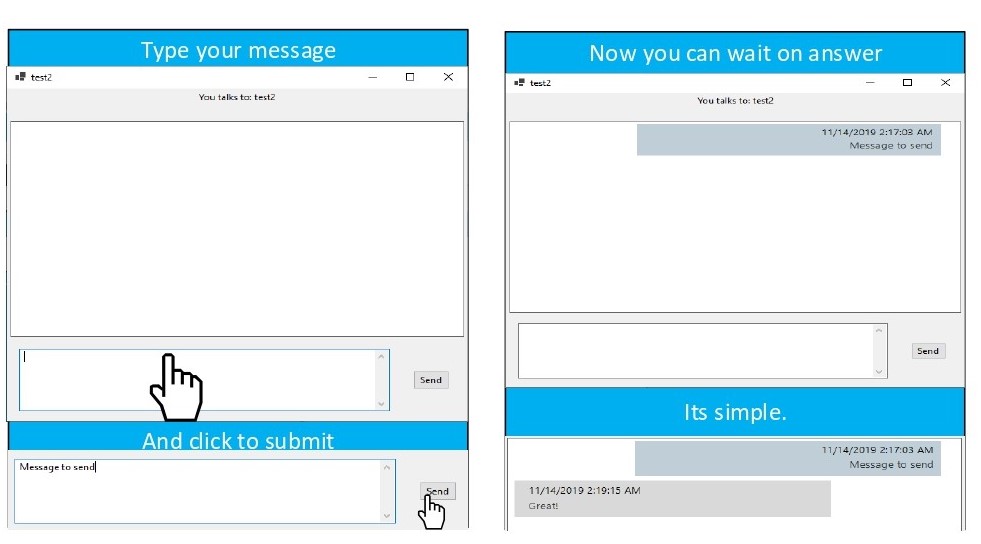 Type your message
test2
You talks to: test2
Send
And click to submit
Message to send
Send
Now you can wait on answer
test2
You talks to: test2
11/14/2019 2:17:03 AM
Message to send
Send
Its simple.
11/14/2019 2:17:03 AM
Message to send
11/14/2019 2:19:15 AM
Great!